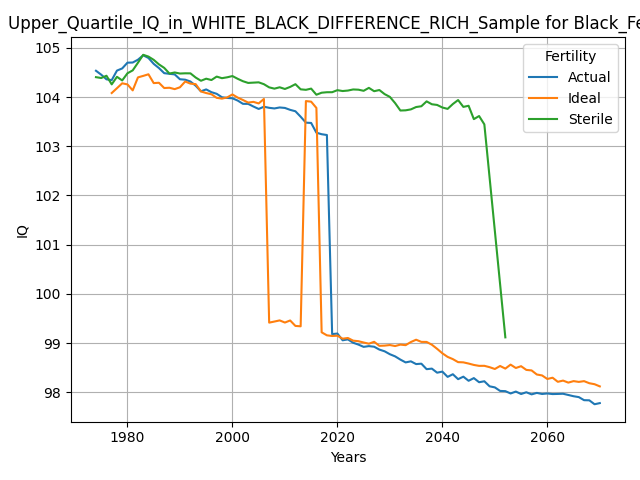 Upper_Quartile_IQ_in_WHITE_BLACK_DIFFERENCE_RICH_Sample for Black_Fe
105
104
103
102
101
100
99
98
IQ
1980
2000
2020
2040
2060
Years
Fertility
Actual
Ideal
Sterile